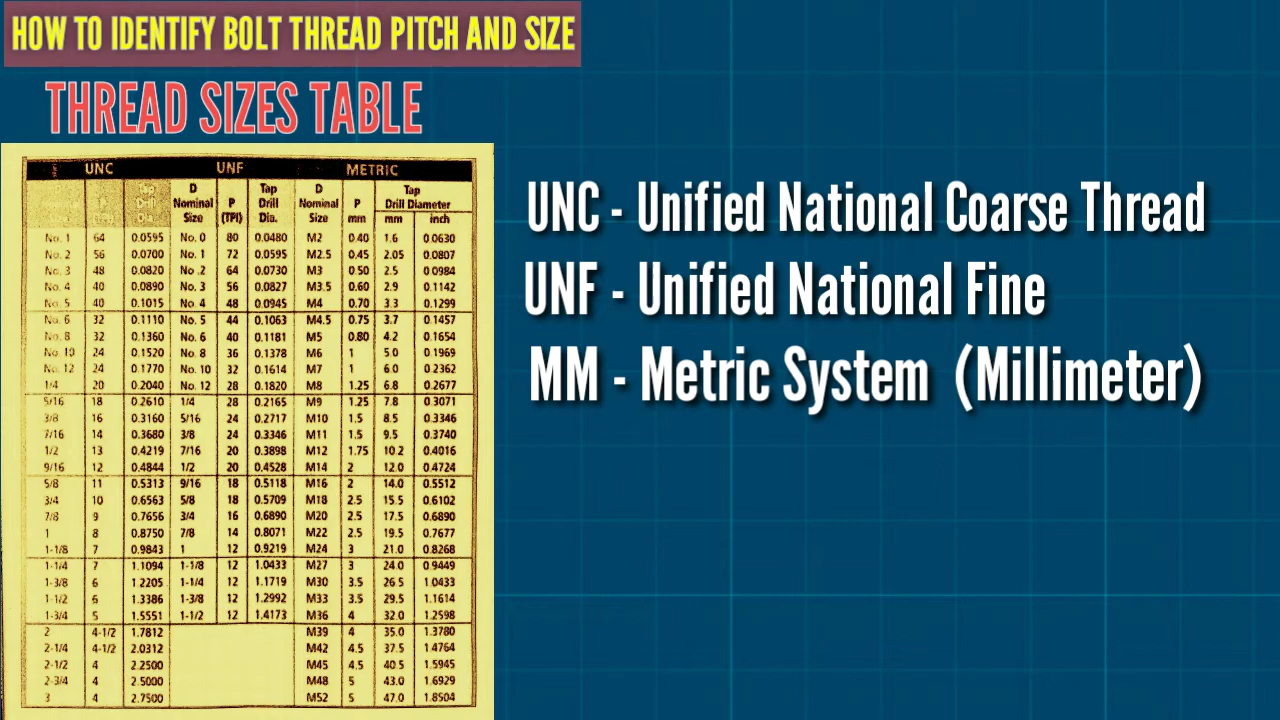 HOW TO IDENTIFY BOLT THREAD PITCH AND SIZE
THREAD SIZES TABLE
UNC - Unified National Coarse Thread
UNF - Unified National Fine
MM - Metric System (Millimeter)
UNC UNF METRIC
D Nominal Size P (TPI) Tap Drill Dia. D Nominal Size P (TPI) Tap Drill Dia. D Nominal Size P mm Tap Drill Diameter mm inch
No. 1 64 0.0595 No. 0 80 0.0480 M2 0.40 1.6 0.0630
No. 2 56 0.0700 No. 1 72 0.0595 M2.5 0.45 2.05 0.0807
No. 3 48 0.0820 No .2 64 0.0730 M3 0.50 2.5 0.0984
No. 4 40 0.0890 No. 3 56 0.0827 M3.5 0.60 2.9 0.1142
No. 5 40 0.1015 No 4 48 0.0945 M4 0.70 3.3 0.1299
No. 6 32 0.1110 No. 5 44 0.1063 M4.5 0.75 3.7 0.1457
No. 8 32 0.1360 No. 6 40 0.1181 M5 0.80 4.2 0.1654
No. 10 24 0.1520 No. 8 36 0.1378 M6 1 5.0 0.1969
No. 12 24 0.1770 No. 10 32 0.1614 M7 1 6.0 0.2362
1/4 20 0.2040 No. 12 28 0.1820 M8 1.25 6.8 0.2677
5/16 18 0.2610 1/4 28 0.2165 M9 1.25 7.8 0.3071
3/8 16 0.3160 5/16 24 0.2717 M10 1.5 8.5 0.3346
7/16 14 0.3680 3/8 24 0.3346 M11 1.5 9.5 0.3740
1/2 13 0.4219 7/16 20 0.3898 M12 1.75 10.2 0.4016
9/16 12 0.4844 1/2 20 0.4528 M14 2 12.0 0.4724
5/8 11 0.5313 9/16 18 0.5118 M16 2 14.0 0.5512
3/4 10 0.6563 5/8 18 0.5709 M18 2.5 15.5 0.6102
7/8 9 0.7656 3/4 16 0.6890 M20 2.5 17.5 0.6890
1 8 0.8750 7/8 14 0.8071 M22 2.5 19.5 0.7677
1-1/8 7 0.9843 1 12 0.9219 M24 3 21.0 0.8268
1-1/4 7 1.1094 1-1/8 12 1.0433 M27 3 24.0 0.9449
1-3/8 6 1.2205 1-1/4 12 1.1719 M30 3.5 26.5 1.0433
1-1/2 6 1.3386 1-3/8 12 1.2992 M33 3.5 29.5 1.1614
1-3/4 5 1.5551 1-1/2 12 1.4173 M36 4 32.0 1.2598
2 4-1/2 1.7812 M39 4 35.0 1.3780
2-1/4 4-1/2 2.0312 M42 4.5 37.5 1.4764
2-1/2 4 2.2500 M45 4.5 40.5 1.5945
2-3/4 4 2.5000 M48 5 43.0 1.6929
3 4 2.7500 M52 5 47.0 1.8504